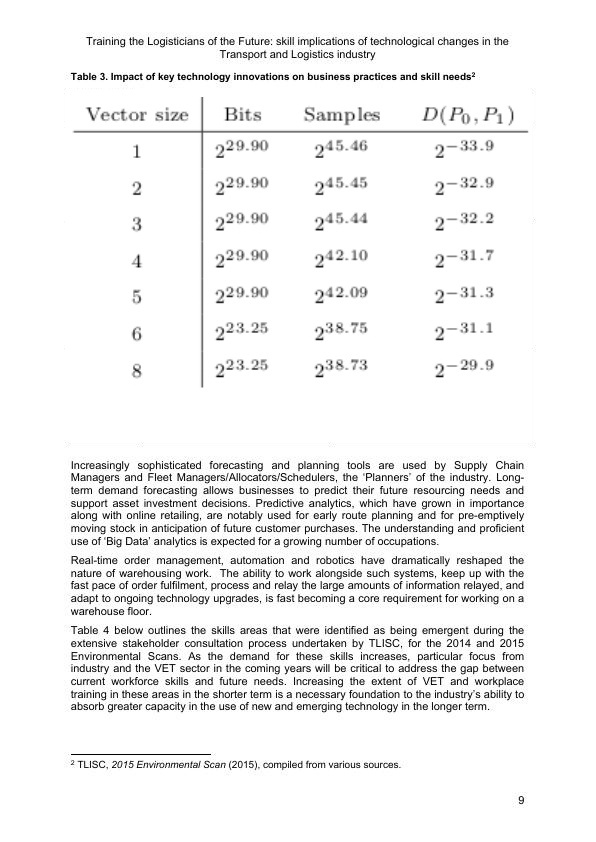 Training the Logisticians of the Future: skill implications of technological changes in the
Transport and Logistics industry
Table 3. Impact of key technology innovations on business practices and skill needs²
Vector size Bits Samples D(P₀, P₁)
1 2^29.90 2^45.46 2^−33.9
2 2^29.90 2^45.45 2^−32.9
3 2^29.90 2^45.44 2^−32.2
4 2^29.90 2^42.10 2^−31.7
5 2^29.90 2^42.09 2^−31.3
6 2^23.25 2^38.75 2^−31.1
8 2^23.25 2^38.73 2^−29.9
Increasingly sophisticated forecasting and planning tools are used by Supply Chain
Managers and Fleet Managers/Allocators/Schedulers, the ‘Planners’ of the industry. Long-
term demand forecasting allows businesses to predict their future resourcing needs and
support asset investment decisions. Predictive analytics, which have grown in importance
along with online retailing, are notably used for early route planning and for pre-emptively
moving stock in anticipation of future customer purchases. The understanding and proficient
use of ‘Big Data’ analytics is expected for a growing number of occupations.
Real-time order management, automation and robotics have dramatically reshaped the
nature of warehousing work. The ability to work alongside such systems, keep up with the
fast pace of order fulfilment, process and relay the large amounts of information relayed, and
adapt to ongoing technology upgrades, is fast becoming a core requirement for working on a
warehouse floor.
Table 4 below outlines the skills areas that were identified as being emergent during the
extensive stakeholder consultation process undertaken by TLISC, for the 2014 and 2015
Environmental Scans. As the demand for these skills increases, particular focus from
industry and the VET sector in the coming years will be critical to address the gap between
current workforce skills and future needs. Increasing the extent of VET and workplace
training in these areas in the shorter term is a necessary foundation to the industry’s ability to
absorb greater capacity in the use of new and emerging technology in the longer term.
² TLISC, 2015 Environmental Scan (2015), compiled from various sources.
9